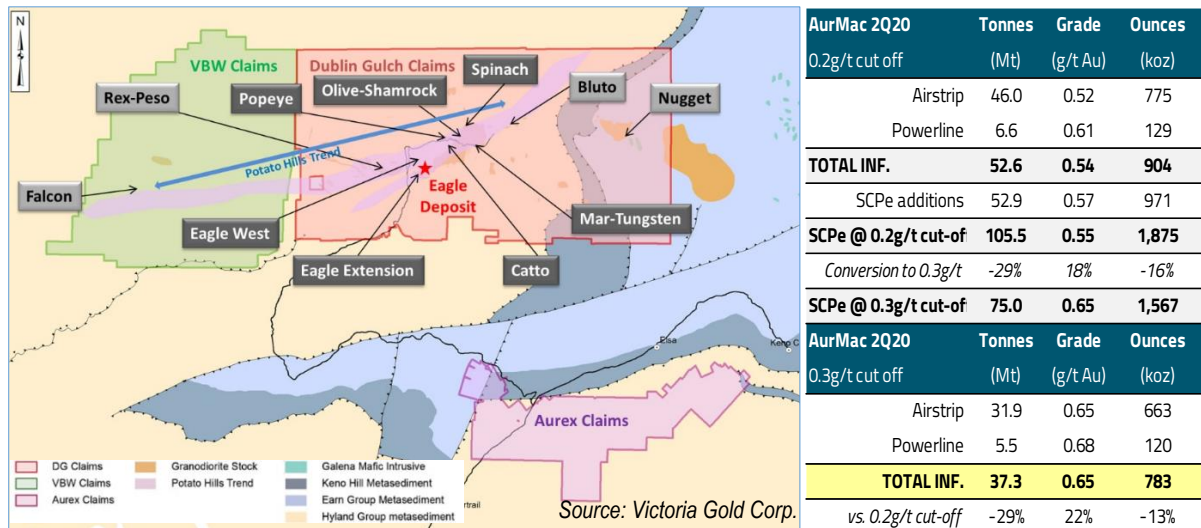 N
VBW Claims
Dublin Gulch Claims
Spinach
Olive-Shamrock
Rex-Peso
Popeye
Bluto
Nugget
Potato Hills Trend
Falcon
Eagle
Deposit
Eagle West
Mar-Tungsten
Eagle Extension
Catto
Elsa
Keno C
Aurex Claims
DG Claims
VBW Claims
Aurex Claims
Granodiorite Stock
Potato Hills Trend
Galena Mafic Intrusive
Keno Hill Metasediment
Earn Group Metasediment
Hyland Group metasediment
rtrail
Source: Victoria Gold Corp.
AurMac 2Q20 Tonnes Grade Ounces
0.2g/t cut off (Mt) (g/t Au) (koz)
Airstrip 46.0 0.52 775
Powerline 6.6 0.61 129
TOTAL INF. 52.6 0.54 904
SCPe additions 52.9 0.57 971
SCPe @ 0.2g/t cut-off 105.5 0.55 1,875
Conversion to 0.3g/t -29% 18% -16%
SCPe @ 0.3g/t cut-off 75.0 0.65 1,567
AurMac 2Q20 Tonnes Grade Ounces
0.3g/t cut off (Mt) (g/t Au) (koz)
Airstrip 31.9 0.65 663
Powerline 5.5 0.68 120
TOTAL INF. 37.3 0.65 783
vs. 0.2g/t cut-off -29% 22% -13%